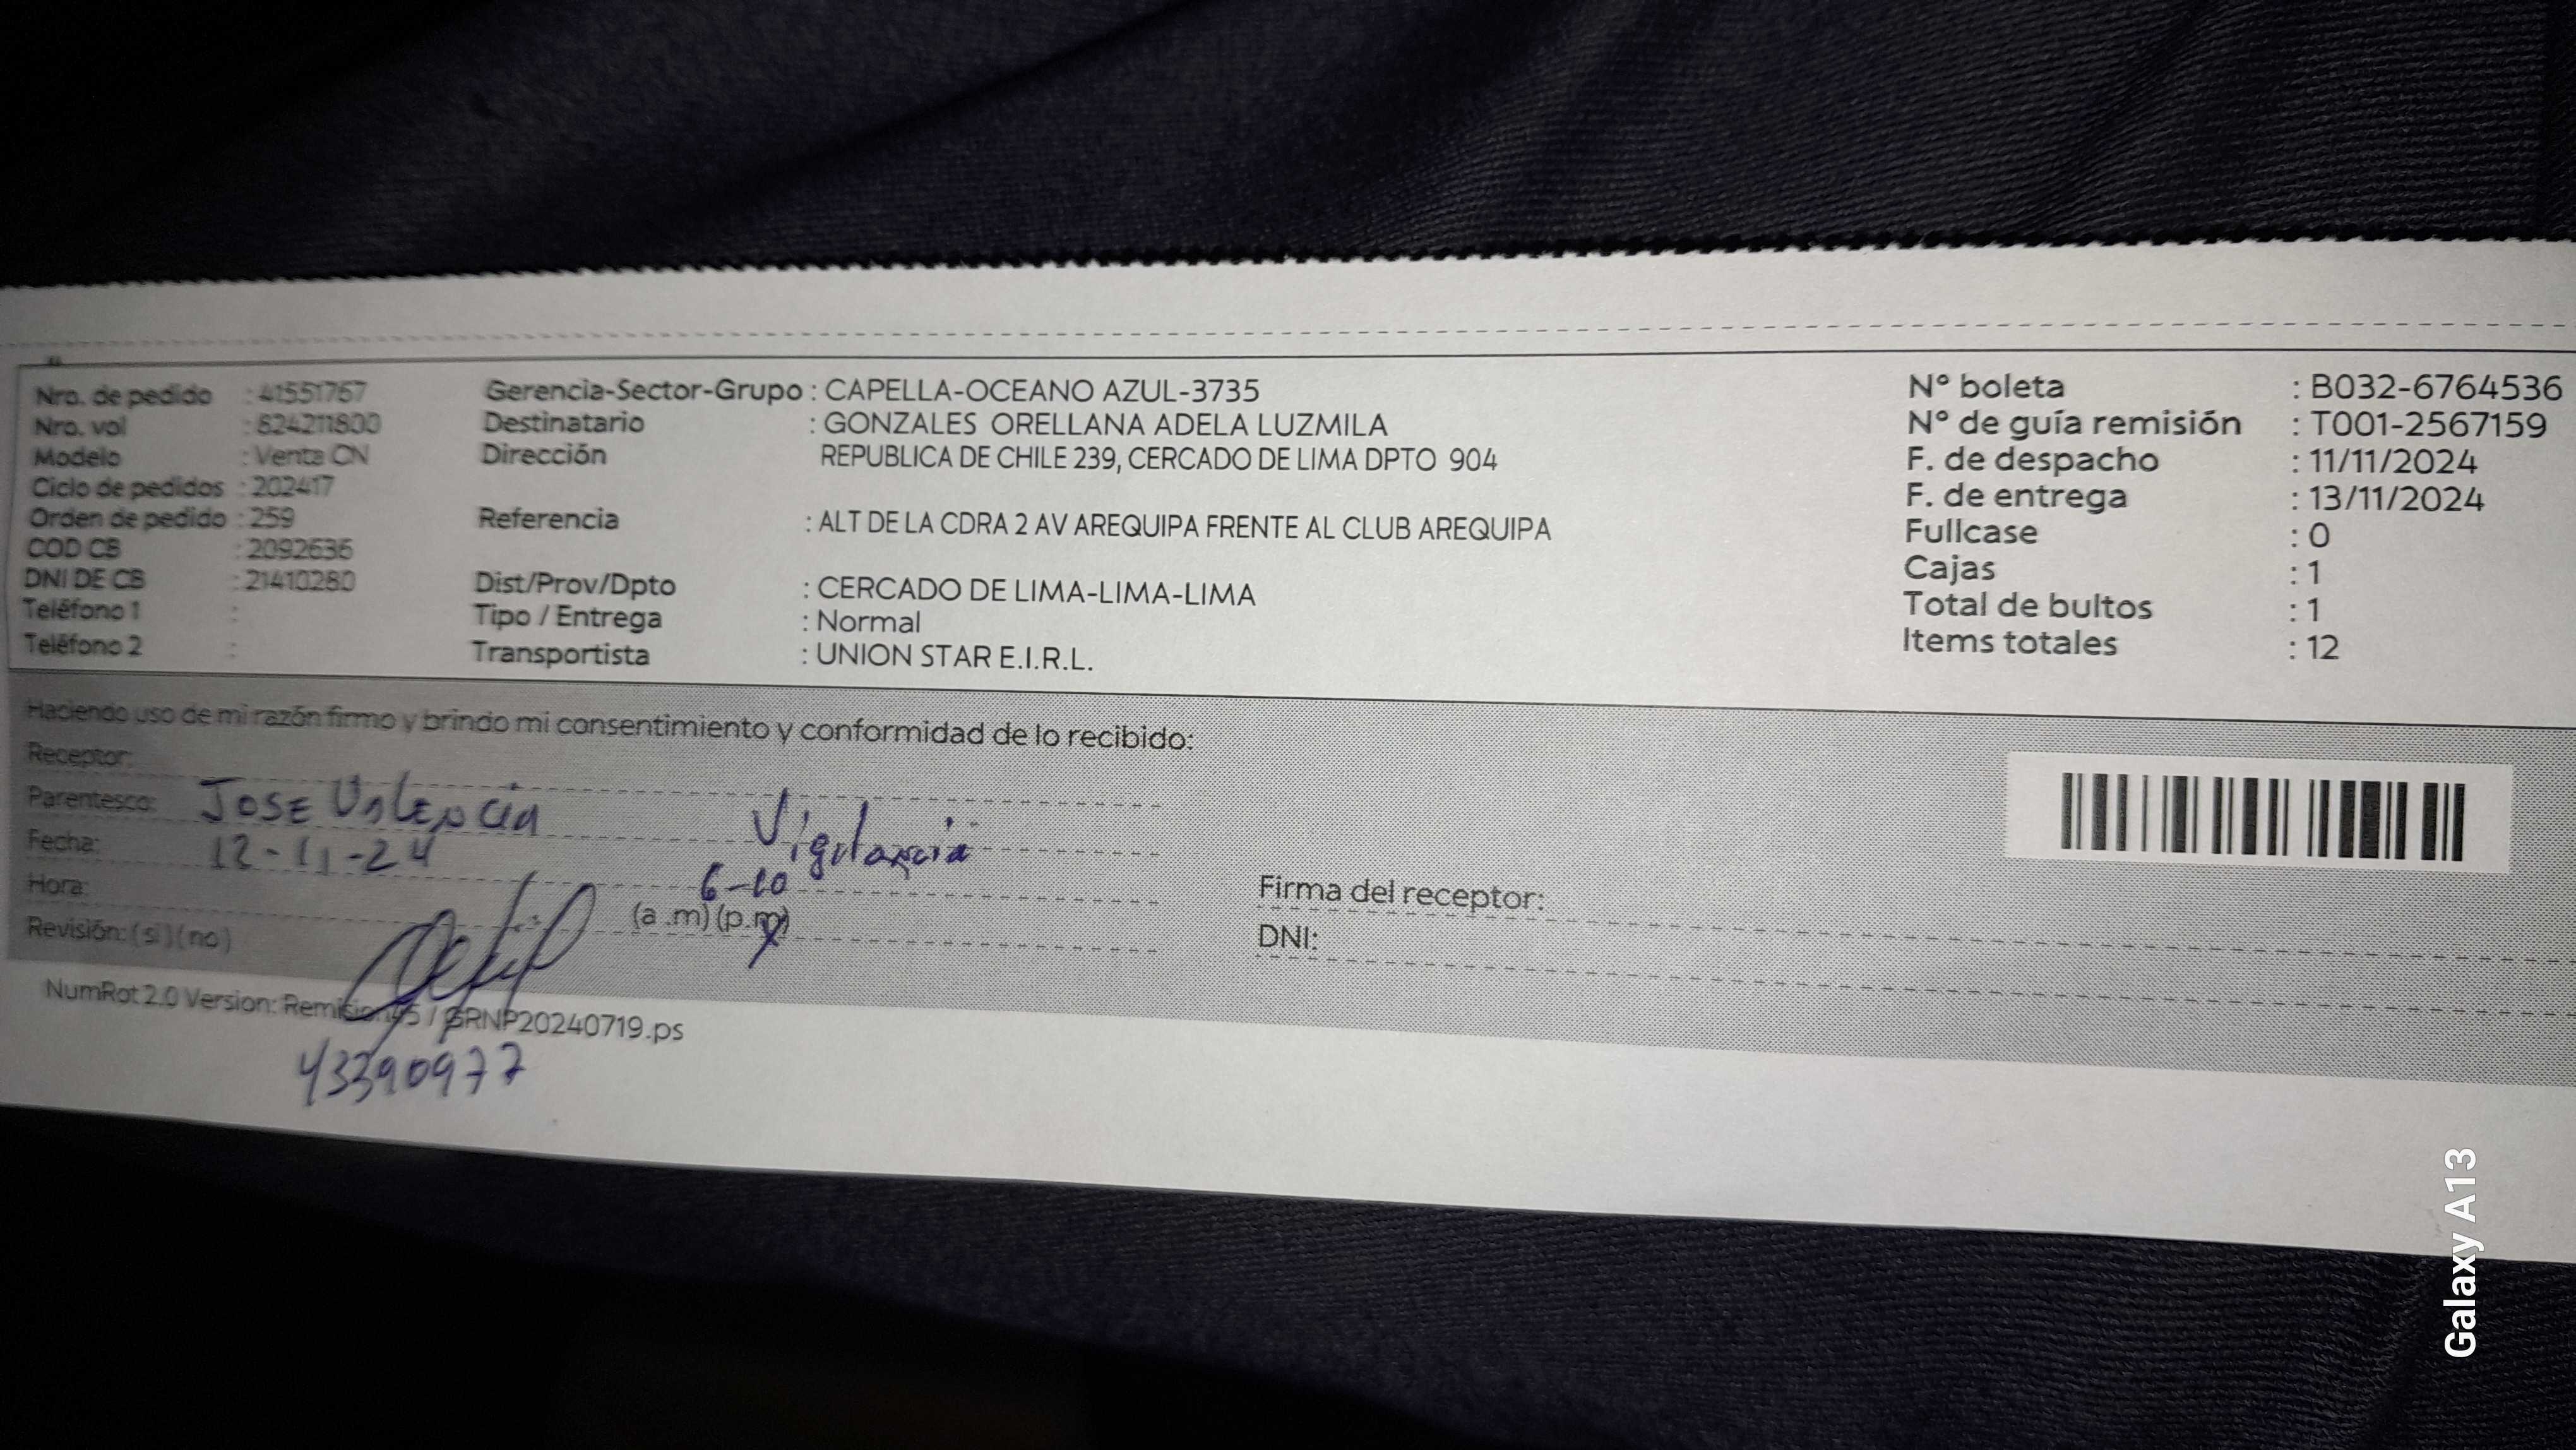 Nro. de pedido : 41551767
Nro. vol : 824211800
Modelo : Venta CN
Ciclo de pedidos : 202417
Orden de pedido : 259
COD CB : 2092636
DNI DE CB : 21410280
Teléfono 1 :
Teléfono 2 :
Gerencia-Sector-Grupo : CAPELLA-OCEANO AZUL-3735
Destinatario : GONZALES ORELLANA ADELA LUZMILA
Dirección REPUBLICA DE CHILE 239, CERCADO DE LIMA DPTO 904
Referencia : ALT DE LA CDRA 2 AV AREQUIPA FRENTE AL CLUB AREQUIPA
Dist/Prov/Dpto : CERCADO DE LIMA-LIMA-LIMA
Tipo / Entrega : Normal
Transportista : UNION STAR E.I.R.L.
N° boleta : B032-6764536
N° de guía remisión : T001-2567159
F. de despacho : 11/11/2024
F. de entrega : 13/11/2024
Fullcase : 0
Cajas : 1
Total de bultos : 1
Items totales : 12
Haciendo uso de mi razón firmo y brindo mi consentimiento y conformidad de lo recibido:
Receptor:
Parentesco: Jose Valencia Vigilancia
Fecha: 12-11-24
Hora: 6-10 (a.m) (p.m)
Revisión: (si) (no)
Firma del receptor:
DNI:
NumRot 2.0 Version: Remision45 / GRNP20240719.ps
43390977
Galaxy A13